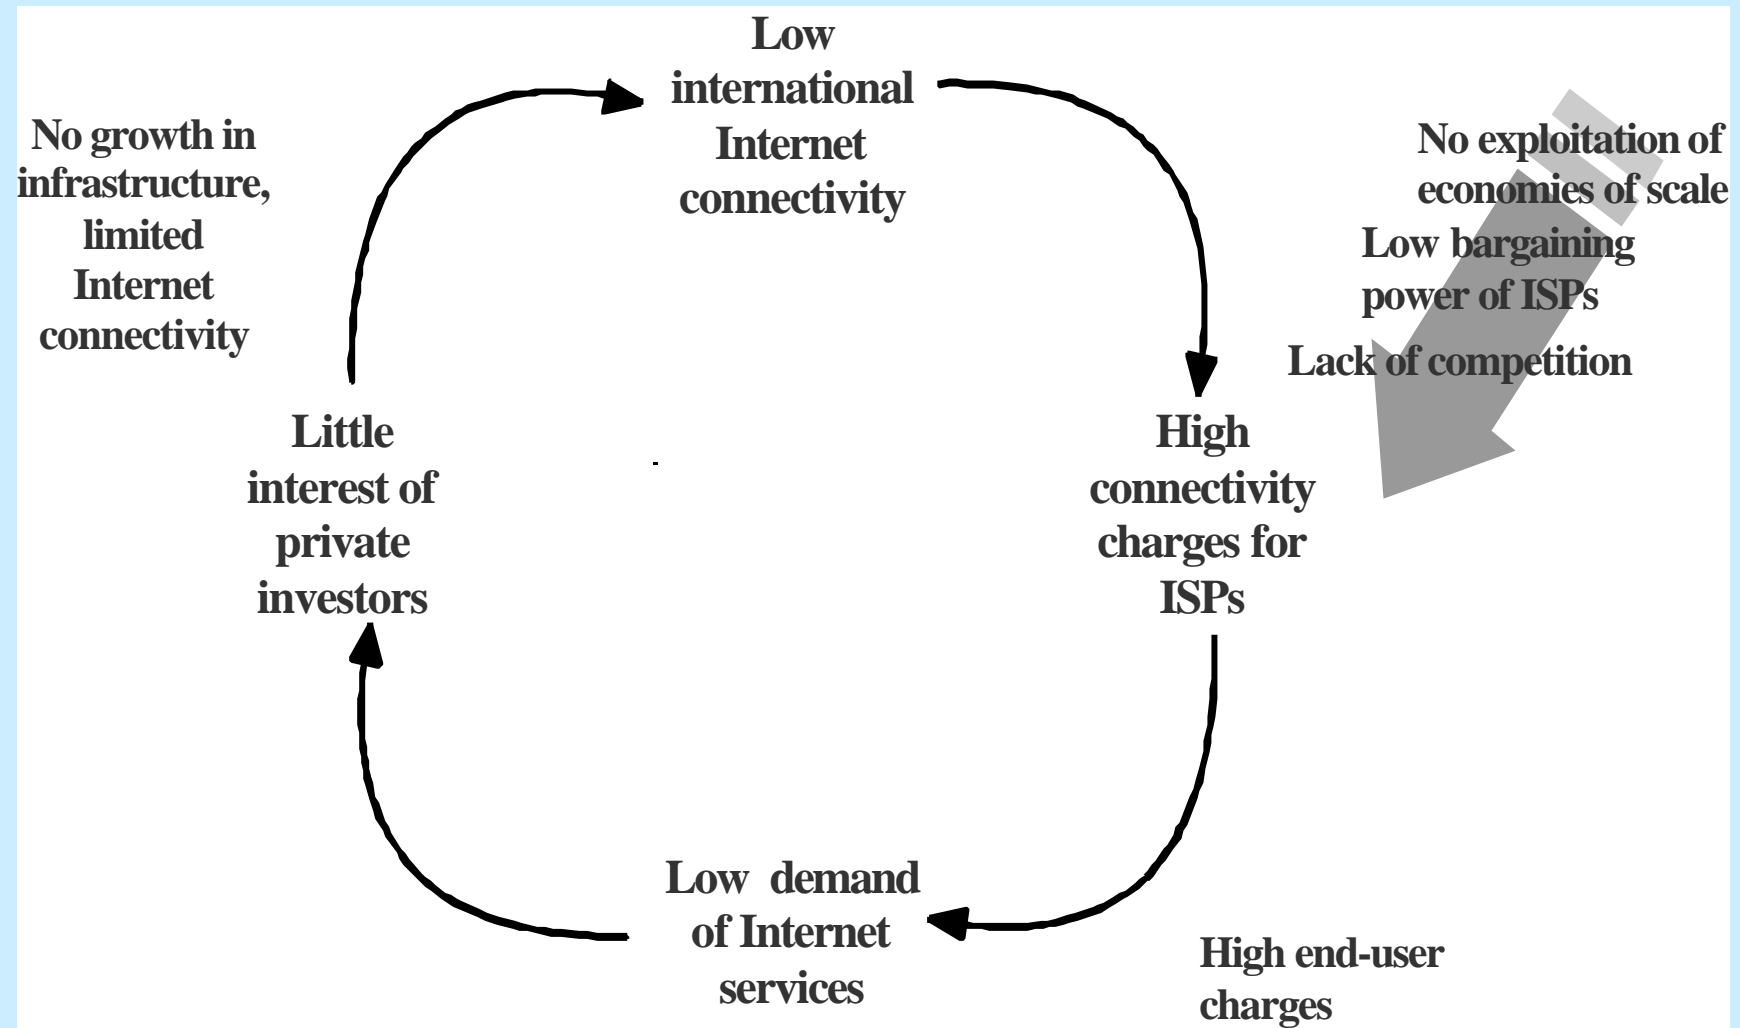 Low
international
Internet
connectivity
No growth in
infrastructure,
limited
Internet
connectivity
No exploitation of
economies of scale
Low bargaining
power of ISPs
Lack of competition
Little
interest of
private
investors
High
connectivity
charges for
ISPs
Low demand
of Internet
services
High end-user
charges